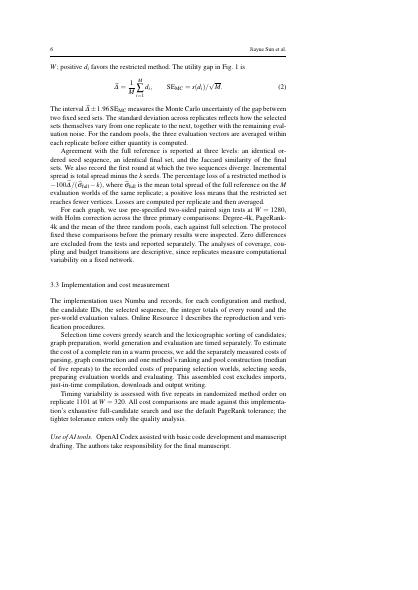 6
Jiayue Sun et al.
W; positive d_i favors the restricted method. The utility gap in Fig. 1 is
Δ̄ = 1/M ∑_{i=1}^{M} d_i, SE_MC = s(d_i)/√M. (2)
The interval Δ̄ ± 1.96 SE_MC measures the Monte Carlo uncertainty of the gap between
two fixed seed sets. The standard deviation across replicates reflects how the selected
sets themselves vary from one replicate to the next, together with the remaining eval-
uation noise. For the random pools, the three evaluation vectors are averaged within
each replicate before either quantity is computed.
Agreement with the full reference is reported at three levels: an identical or-
dered seed sequence, an identical final set, and the Jaccard similarity of the final
sets. We also record the first round at which the two sequences diverge. Incremental
spread is total spread minus the k seeds. The percentage loss of a restricted method is
−100Δ̄/(σ̂_full − k), where σ̂_full is the mean total spread of the full reference on the M
evaluation worlds of the same replicate; a positive loss means that the restricted set
reaches fewer vertices. Losses are computed per replicate and then averaged.
For each graph, we use pre-specified two-sided paired sign tests at W = 1280,
with Holm correction across the three primary comparisons: Degree-4k, PageRank-
4k and the mean of the three random pools, each against full selection. The protocol
fixed these comparisons before the primary results were inspected. Zero differences
are excluded from the tests and reported separately. The analyses of coverage, cou-
pling and budget transitions are descriptive, since replicates measure computational
variability on a fixed network.
3.3 Implementation and cost measurement
The implementation uses Numba and records, for each configuration and method,
the candidate IDs, the selected sequence, the integer totals of every round and the
per-world evaluation values. Online Resource 1 describes the reproduction and veri-
fication procedures.
Selection time covers greedy search and the lexicographic sorting of candidates;
graph preparation, world generation and evaluation are timed separately. To estimate
the cost of a complete run in a warm process, we add the separately measured costs of
parsing, graph construction and one method's ranking and pool construction (median
of five repeats) to the recorded costs of preparing selection worlds, selecting seeds,
preparing evaluation worlds and evaluating. This assembled cost excludes imports,
just-in-time compilation, downloads and output writing.
Timing variability is assessed with five repeats in randomized method order on
replicate 1101 at W = 320. All cost comparisons are made against this implementa-
tion's exhaustive full-candidate search and use the default PageRank tolerance; the
tighter tolerance enters only the quality analysis.
Use of AI tools. OpenAI Codex assisted with basic code development and manuscript
drafting. The authors take responsibility for the final manuscript.